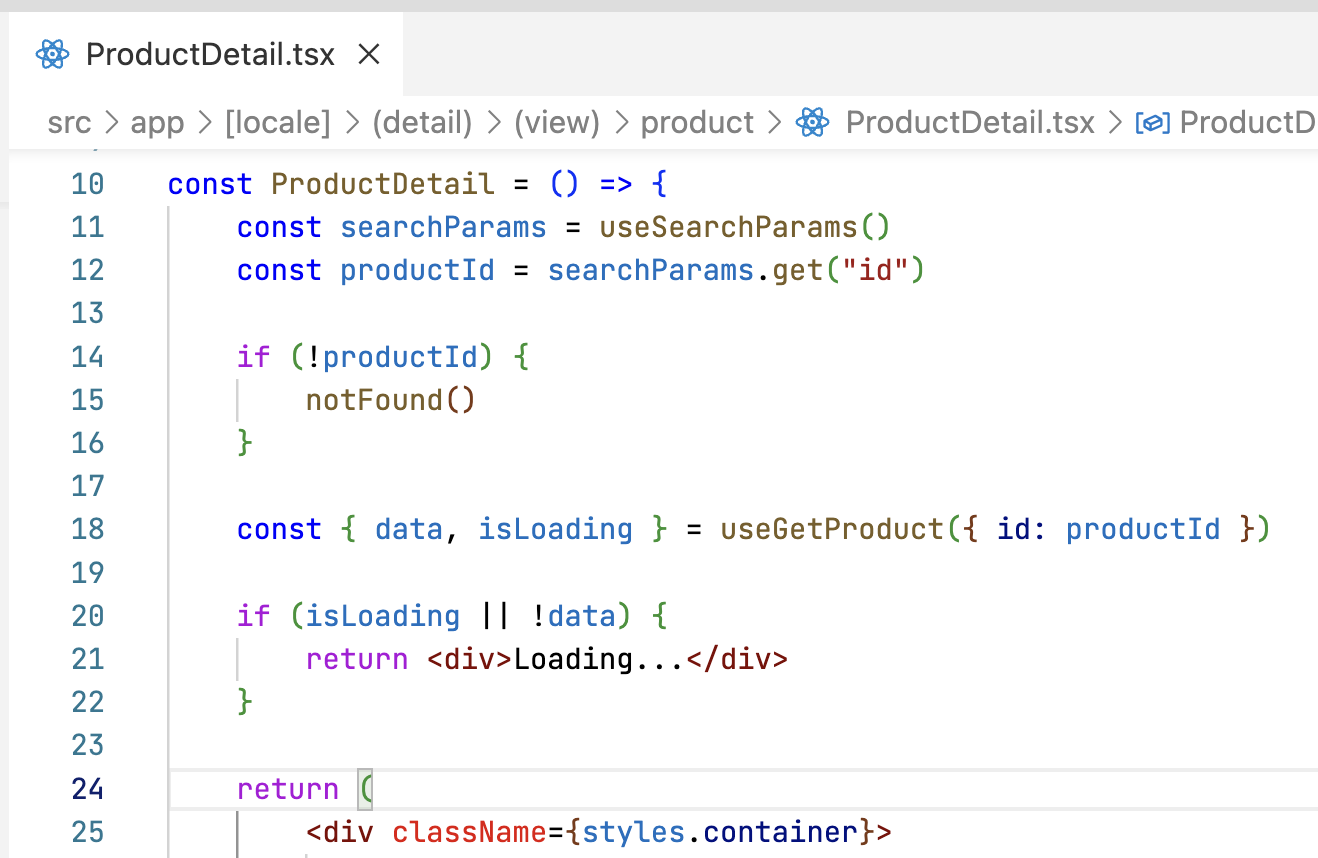 ProductDetail.tsx
src > app > [locale] > (detail) > (view) > product > ProductDetail.tsx > ProductD
10 const ProductDetail = () => {
11 const searchParams = useSearchParams()
12 const productId = searchParams.get("id")
13
14 if (!productId) {
15 notFound()
16 }
17
18 const { data, isLoading } = useGetProduct({ id: productId })
19
20 if (isLoading || !data) {
21 return <div>Loading...</div>
22 }
23
24 return (
25 <div className={styles.container}>